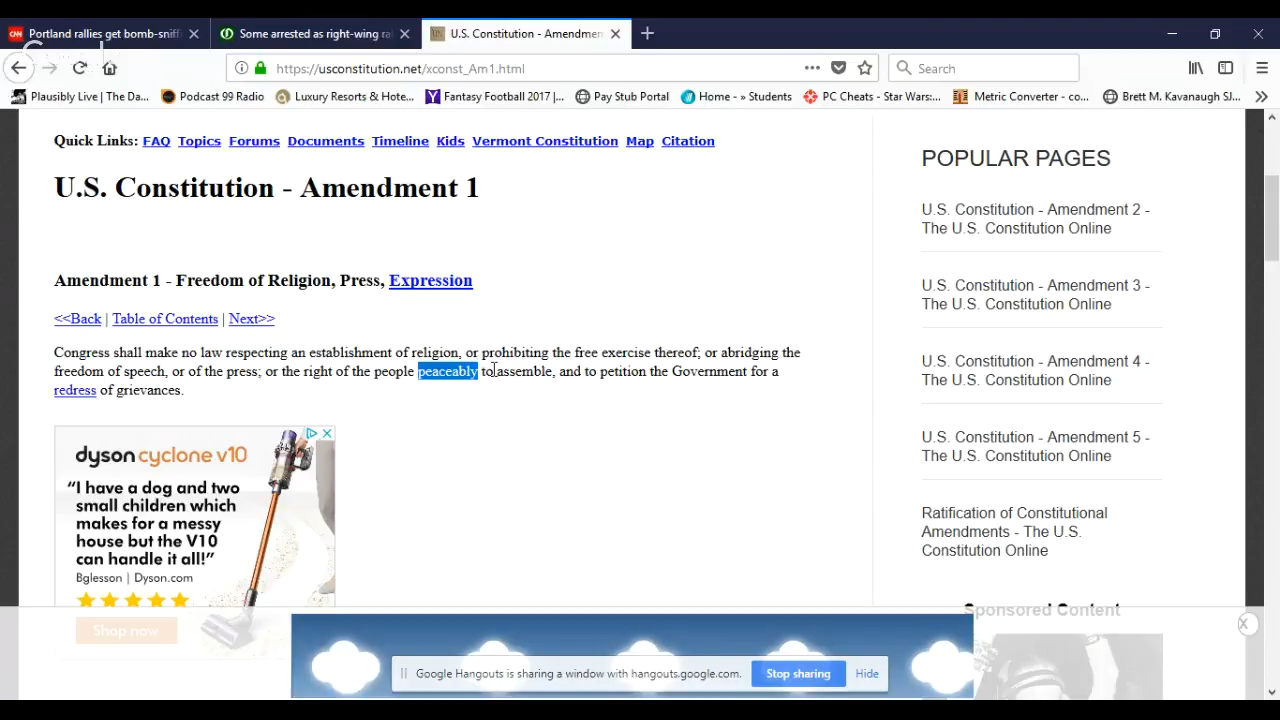 Portland rallies get bomb-sniff
Some arrested as right-wing ra
U.S. Constitution - Amendmen
https://usconstitution.net/xconst_Am1.html
Search
Plausibly Live | The Da...
Podcast 99 Radio
Luxury Resorts & Hote...
Fantasy Football 2017 |...
Pay Stub Portal
Home - » Students
PC Cheats - Star Wars:...
Metric Converter - co...
Brett M. Kavanaugh SJ...
Quick Links: FAQ Topics Forums Documents Timeline Kids Vermont Constitution Map Citation
U.S. Constitution - Amendment 1
Amendment 1 - Freedom of Religion, Press, Expression
<<Back | Table of Contents | Next>>
Congress shall make no law respecting an establishment of religion, or prohibiting the free exercise thereof; or abridging the
freedom of speech, or of the press; or the right of the people peaceably to assemble, and to petition the Government for a
redress of grievances.
dyson cyclone v10
“I have a dog and two
small children which
makes for a messy
house but the V10
can handle it all!”
Bglesson | Dyson.com
Shop now
POPULAR PAGES
U.S. Constitution - Amendment 2 -
The U.S. Constitution Online
U.S. Constitution - Amendment 3 -
The U.S. Constitution Online
U.S. Constitution - Amendment 4 -
The U.S. Constitution Online
U.S. Constitution - Amendment 5 -
The U.S. Constitution Online
Ratification of Constitutional
Amendments - The U.S.
Constitution Online
Sponsored Content
Google Hangouts is sharing a window with hangouts.google.com.
Stop sharing
Hide